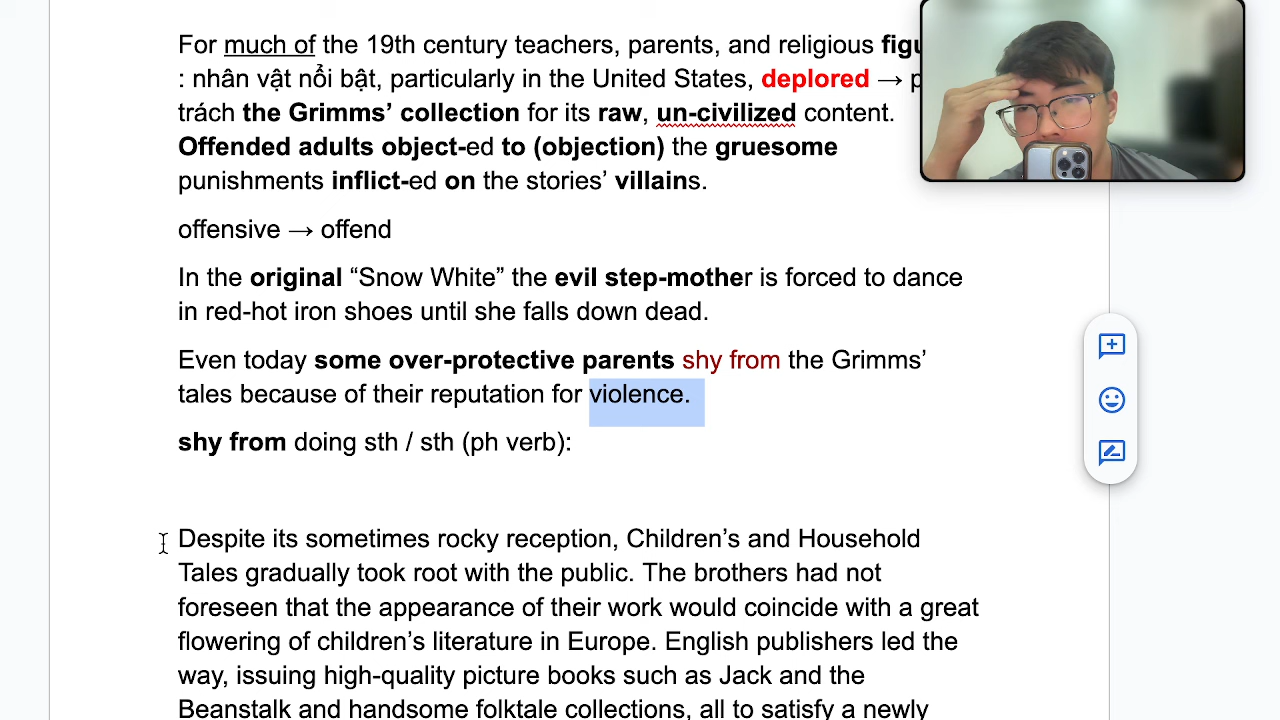 For much of the 19th century teachers, parents, and religious
: nhân vật nổi bật, particularly in the United States, deplored →
trách the Grimms’ collection for its raw, un-civilized content.
Offended adults object-ed to (objection) the gruesome
punishments inflict-ed on the stories’ villains.
offensive → offend
In the original “Snow White” the evil step-mother is forced to dance
in red-hot iron shoes until she falls down dead.
Even today some over-protective parents shy from the Grimms’
tales because of their reputation for violence.
shy from doing sth / sth (ph verb):
Despite its sometimes rocky reception, Children’s and Household
Tales gradually took root with the public. The brothers had not
foreseen that the appearance of their work would coincide with a great
flowering of children’s literature in Europe. English publishers led the
way, issuing high-quality picture books such as Jack and the
Beanstalk and handsome folktale collections, all to satisfy a newly